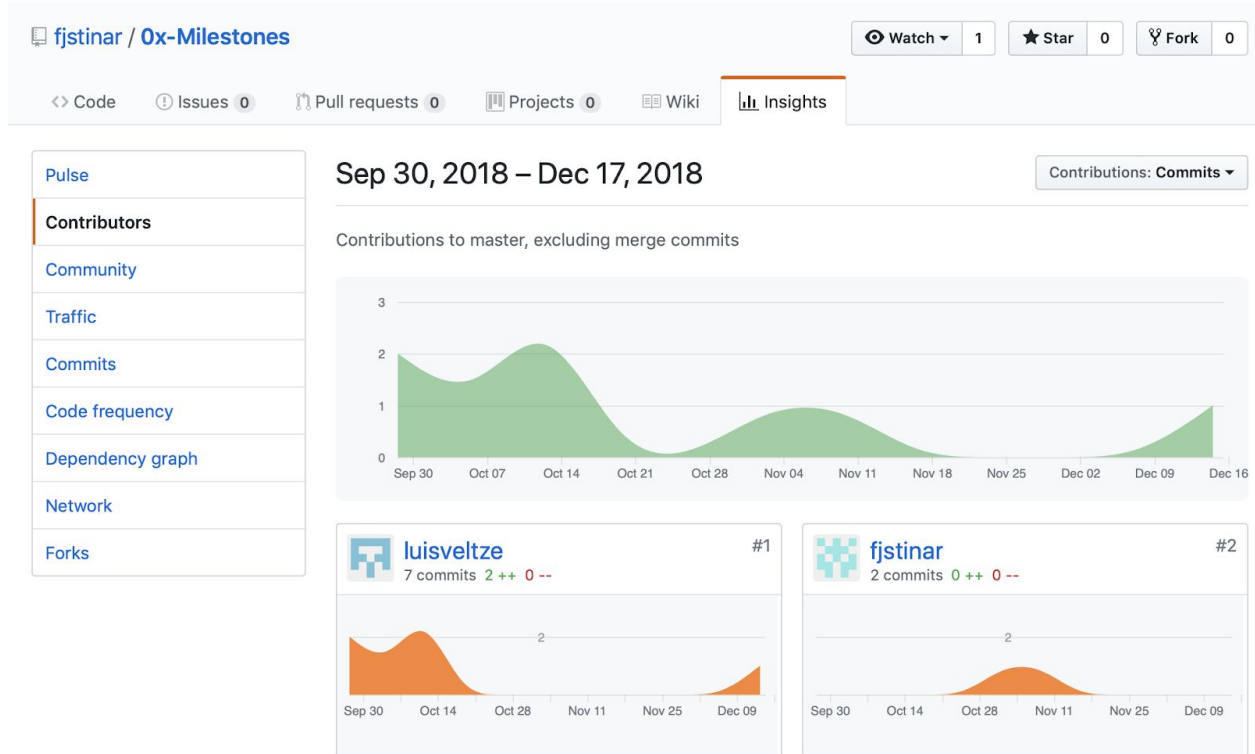 fjstinar / 0x-Milestones
Watch 1 Star 0 Fork 0
<> Code Issues 0 Pull requests 0 Projects 0 Wiki Insights
Pulse
Contributors
Community
Traffic
Commits
Code frequency
Dependency graph
Network
Forks
Sep 30, 2018 – Dec 17, 2018
Contributions: Commits
Contributions to master, excluding merge commits
3
2
1
0
Sep 30 Oct 07 Oct 14 Oct 21 Oct 28 Nov 04 Nov 11 Nov 18 Nov 25 Dec 02 Dec 09 Dec 16
luisveltze #1
7 commits 2 ++ 0 --
2
Sep 30 Oct 14 Oct 28 Nov 11 Nov 25 Dec 09
fjstinar #2
2 commits 0 ++ 0 --
2
Sep 30 Oct 14 Oct 28 Nov 11 Nov 25 Dec 09